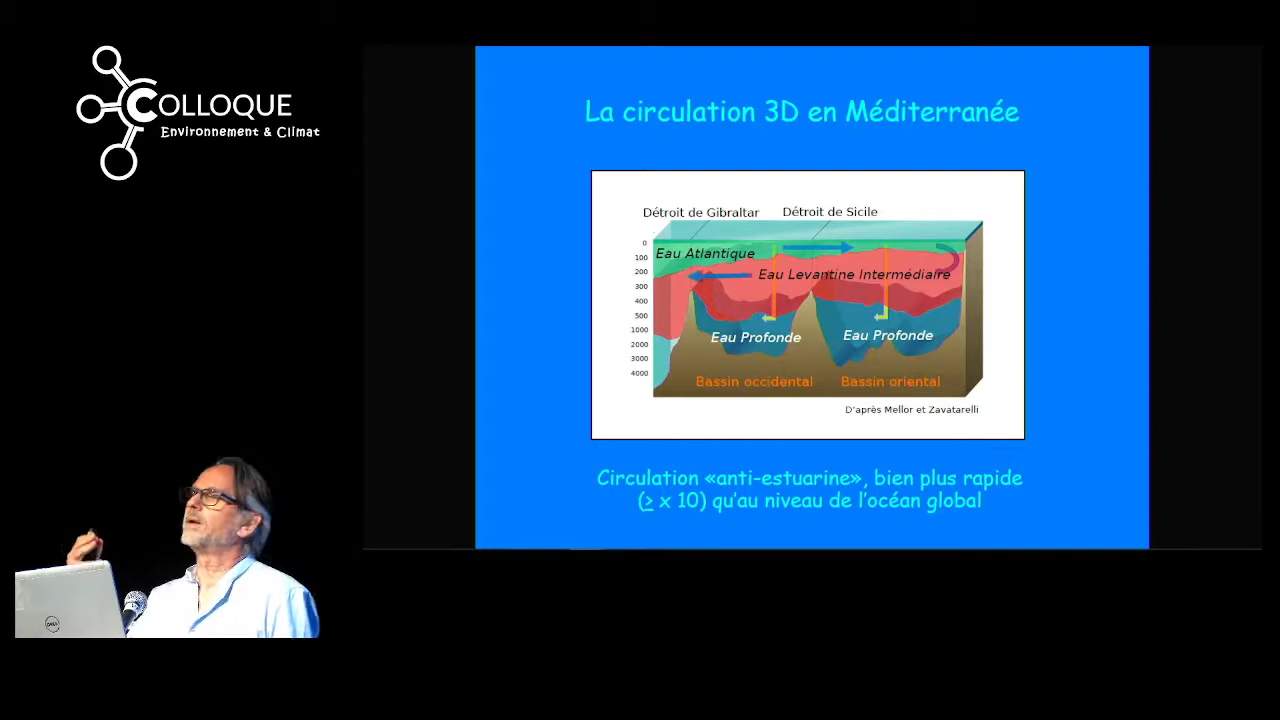 COLLOQUE
Environnement & Climat
La circulation 3D en Méditerranée
Détroit de Gibraltar
Détroit de Sicile
0
100
200
300
400
500
1000
2000
3000
4000
Eau Atlantique
Eau Levantine Intermédiaire
Eau Profonde
Eau Profonde
Bassin occidental
Bassin oriental
D'après Mellor et Zavatarelli
Circulation «anti-estuarine», bien plus rapide
(≥ x 10) qu'au niveau de l'océan global
DELL